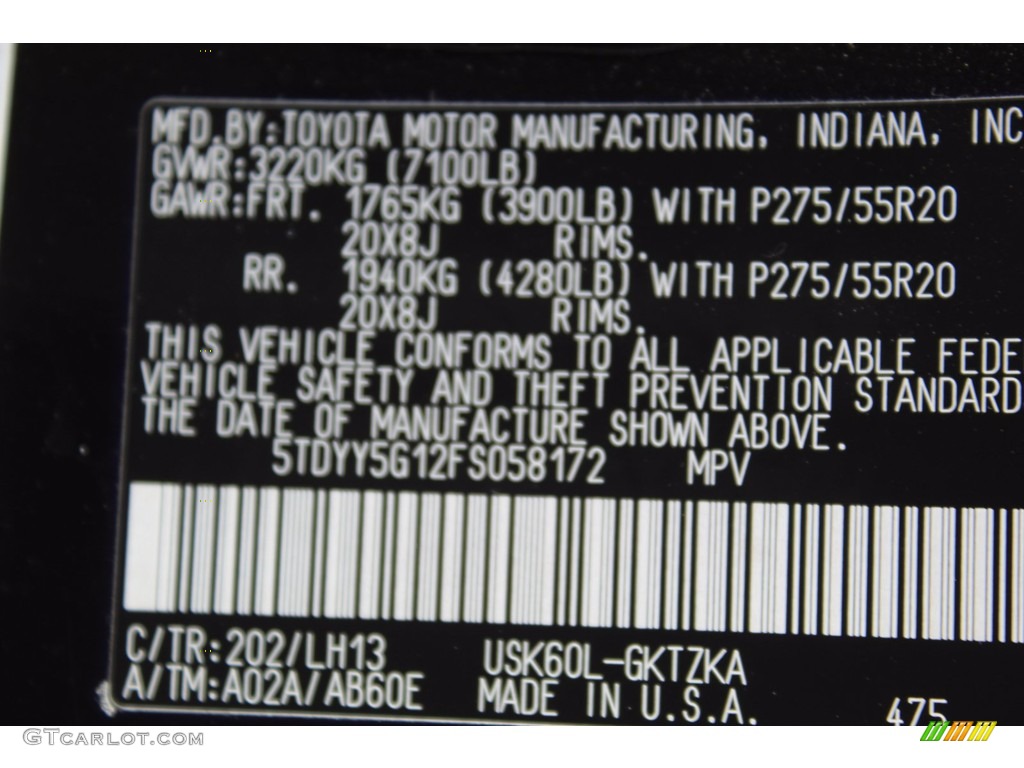 MFD.BY:TOYOTA MOTOR MANUFACTURING, INDIANA, INC
GVWR:3220KG (7100LB)
GAWR:FRT. 1765KG (3900LB) WITH P275/55R20
20X8J RIMS.
RR. 1940KG (4280LB) WITH P275/55R20
20X8J RIMS.
THIS VEHICLE CONFORMS TO ALL APPLICABLE FEDE
VEHICLE SAFETY AND THEFT PREVENTION STANDARD
THE DATE OF MANUFACTURE SHOWN ABOVE.
5TDYY5G12FS058172 MPV
C/TR:202/LH13 USK60L-GKTZKA
A/TM:A02A/AB60E MADE IN U.S.A.
475
GTCarLot.com